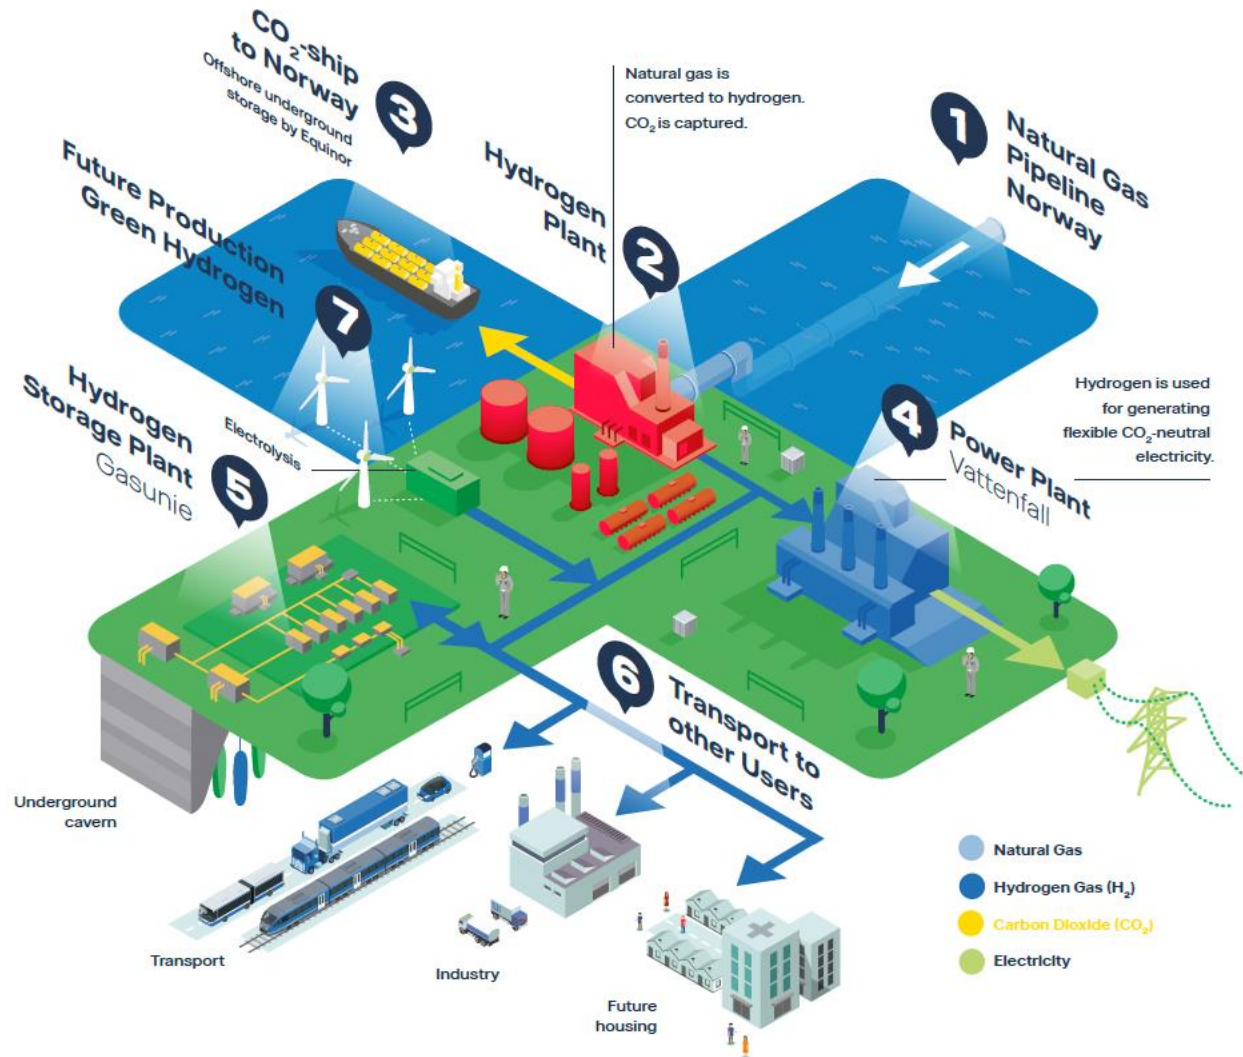 CO₂-ship
to Norway
Offshore underground
storage by Equinor
3
Natural gas is
converted to hydrogen.
CO₂ is captured.
1
Natural Gas
Pipeline
Norway
Hydrogen
Plant
2
Future Production
Green Hydrogen
7
Hydrogen
Storage Plant
Gasunie
5
Electrolysis
4
Power Plant
Vattenfall
Hydrogen is used
for generating
flexible CO₂-neutral
electricity.
6
Transport to
other Users
Underground
cavern
Transport
Industry
Future
housing
Natural Gas
Hydrogen Gas (H₂)
Carbon Dioxide (CO₂)
Electricity